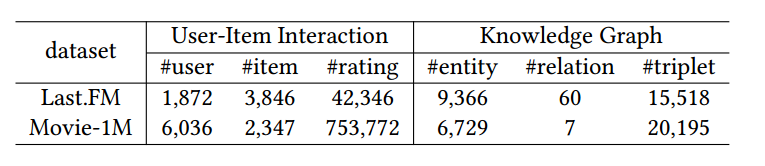 dataset User-Item Interaction Knowledge Graph
#user #item #rating #entity #relation #triplet
Last.FM 1,872 3,846 42,346 9,366 60 15,518
Movie-1M 6,036 2,347 753,772 6,729 7 20,195